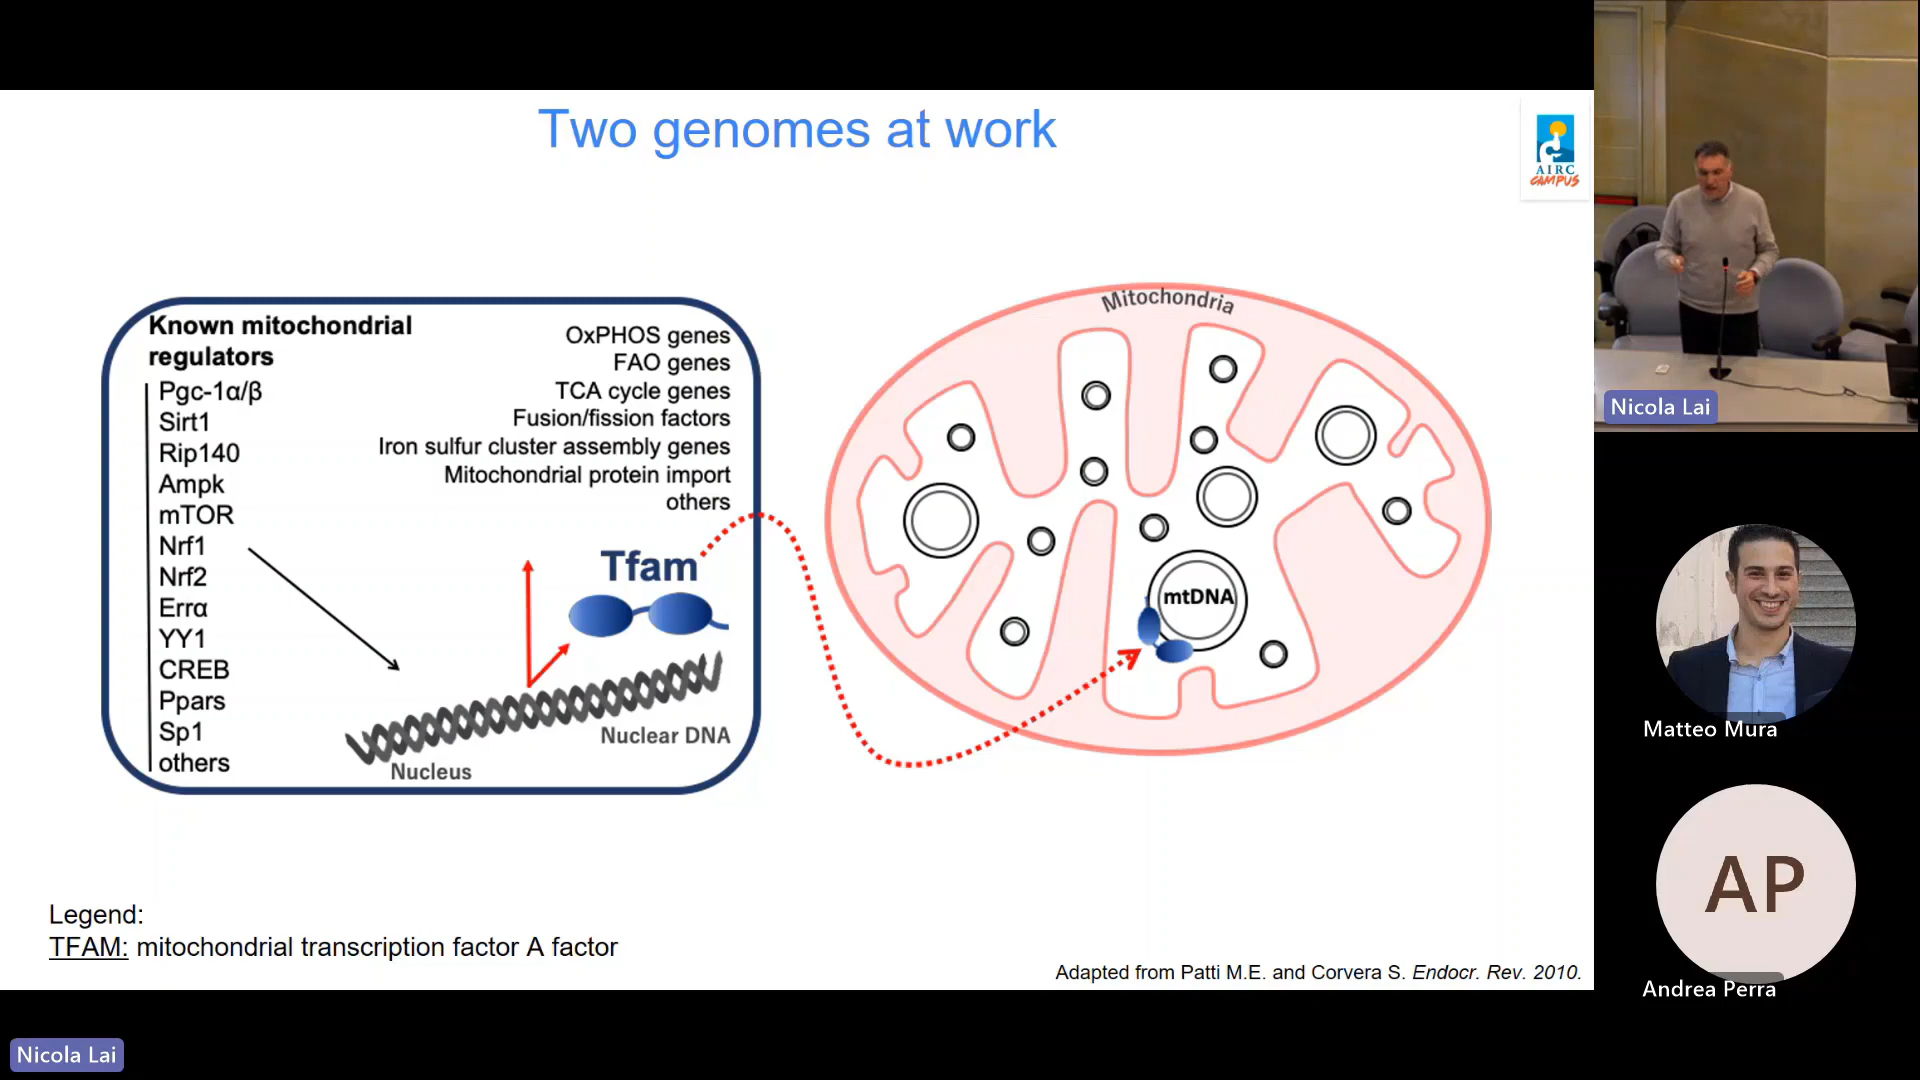 Two genomes at work
AIRC
CAMPUS
Known mitochondrial
regulators
Pgc-1α/β
Sirt1
Rip140
Ampk
mTOR
Nrf1
Nrf2
Errα
YY1
CREB
Ppars
Sp1
others
OxPHOS genes
FAO genes
TCA cycle genes
Fusion/fission factors
Iron sulfur cluster assembly genes
Mitochondrial protein import
others
Tfam
Nuclear DNA
Nucleus
Mitochondria
mtDNA
Legend:
TFAM: mitochondrial transcription factor A factor
Adapted from Patti M.E. and Corvera S. Endocr. Rev. 2010.
Nicola Lai
Matteo Mura
AP
Andrea Perra
Nicola Lai